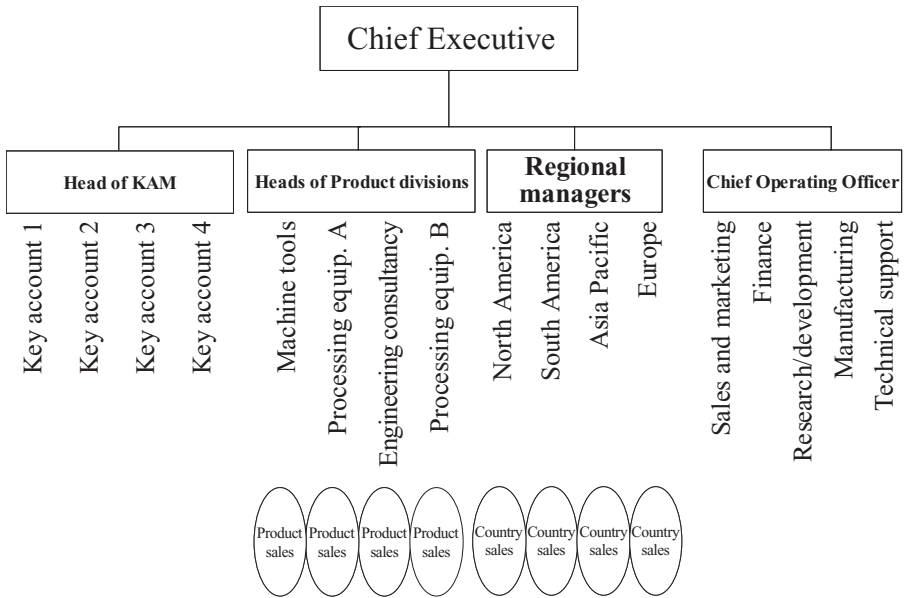 Chief Executive
Head of KAM
Heads of Product divisions
Regional
managers
Chief Operating Officer
Key account 1
Key account 2
Key account 3
Key account 4
Machine tools
Processing equip. A
Engineering consultancy
Processing equip. B
North America
South America
Asia Pacific
Europe
Sales and marketing
Finance
Research/development
Manufacturing
Technical support
Product
sales
Product
sales
Product
sales
Product
sales
Country
sales
Country
sales
Country
sales
Country
sales